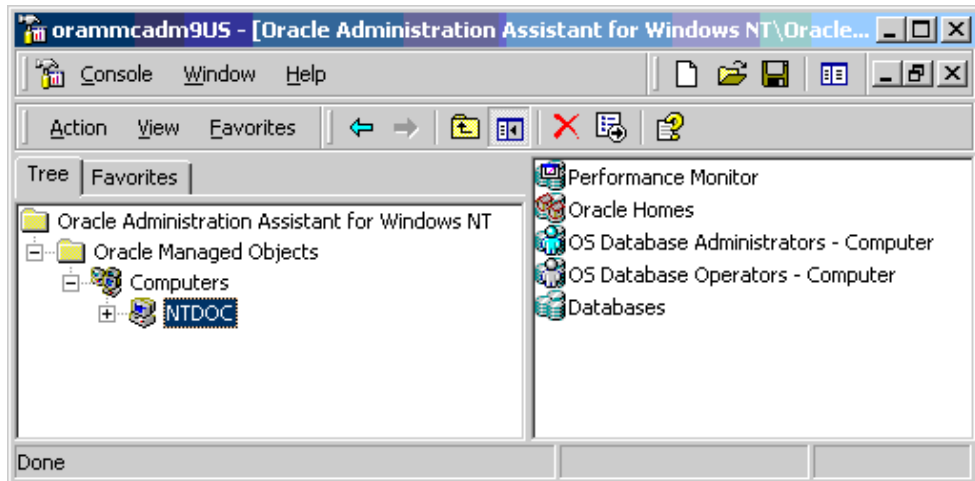 orammcadm9US - [Oracle Administration Assistant for Windows NT\Oracle...
Console Window Help
Action View Favorites
Tree Favorites
Oracle Administration Assistant for Windows NT
Oracle Managed Objects
Computers
NTDOC
Performance Monitor
Oracle Homes
OS Database Administrators - Computer
OS Database Operators - Computer
Databases
Done